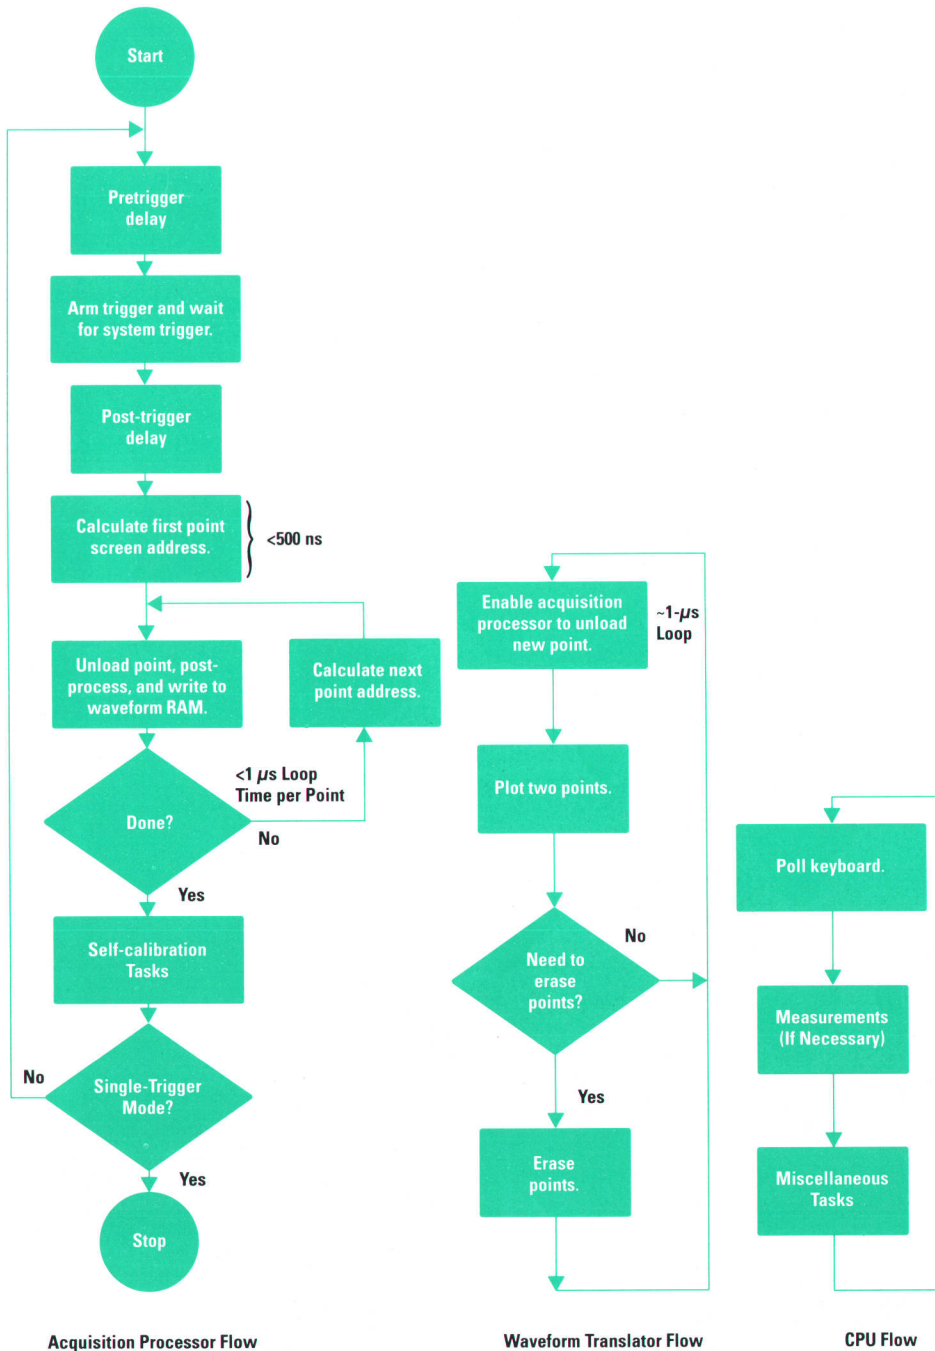 Start
Pretrigger
delay
Arm trigger and wait
for system trigger.
Post-trigger
delay
Calculate first point
screen address.
<500 ns
Unload point, post-
process, and write to
waveform RAM.
Calculate next
point address.
<1 µs Loop
Time per Point
Done?
No
Yes
Self-calibration
Tasks
Single-Trigger
Mode?
No
Yes
Stop
Acquisition Processor Flow
Enable acquisition
processor to unload
new point.
~1-µs
Loop
Plot two points.
Need to
erase
points?
No
Yes
Erase
points.
Waveform Translator Flow
Poll keyboard.
Measurements
(If Necessary)
Miscellaneous
Tasks
CPU Flow